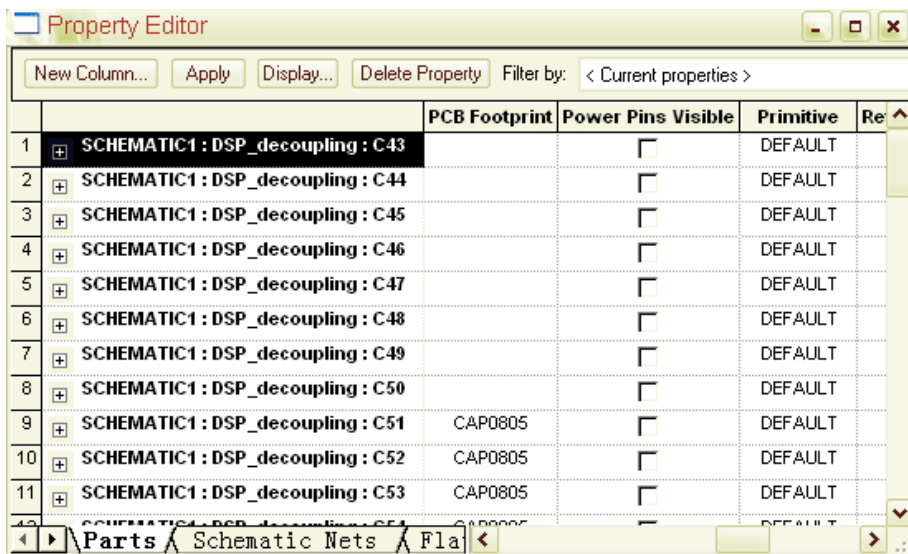 Property Editor
New Column... Apply Display... Delete Property Filter by: < Current properties >
PCB Footprint Power Pins Visible Primitive Re
1 SCHEMATIC1 : DSP_decoupling : C43 DEFAULT
2 SCHEMATIC1 : DSP_decoupling : C44 DEFAULT
3 SCHEMATIC1 : DSP_decoupling : C45 DEFAULT
4 SCHEMATIC1 : DSP_decoupling : C46 DEFAULT
5 SCHEMATIC1 : DSP_decoupling : C47 DEFAULT
6 SCHEMATIC1 : DSP_decoupling : C48 DEFAULT
7 SCHEMATIC1 : DSP_decoupling : C49 DEFAULT
8 SCHEMATIC1 : DSP_decoupling : C50 DEFAULT
9 SCHEMATIC1 : DSP_decoupling : C51 CAP0805 DEFAULT
10 SCHEMATIC1 : DSP_decoupling : C52 CAP0805 DEFAULT
11 SCHEMATIC1 : DSP_decoupling : C53 CAP0805 DEFAULT
Parts Schematic Nets Fla